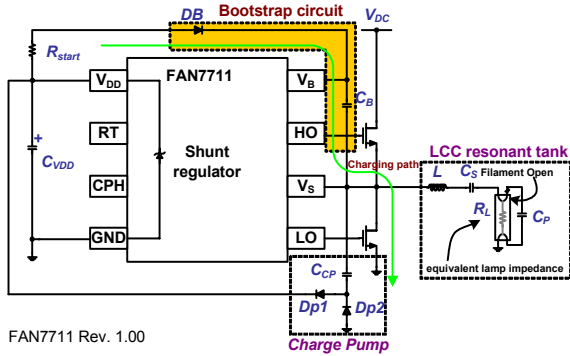 Bootstrap circuit
DB
VDC
Rstart
FAN7711
VDD
VB
CB
RT
HO
Shunt
regulator
Charging path
LCC resonant tank
CVDD
+
CPH
VS
L
CS
Filament Open
RL
CP
GND
LO
equivalent lamp impedance
CCP
Dp1
Dp2
Charge Pump
FAN7711 Rev. 1.00